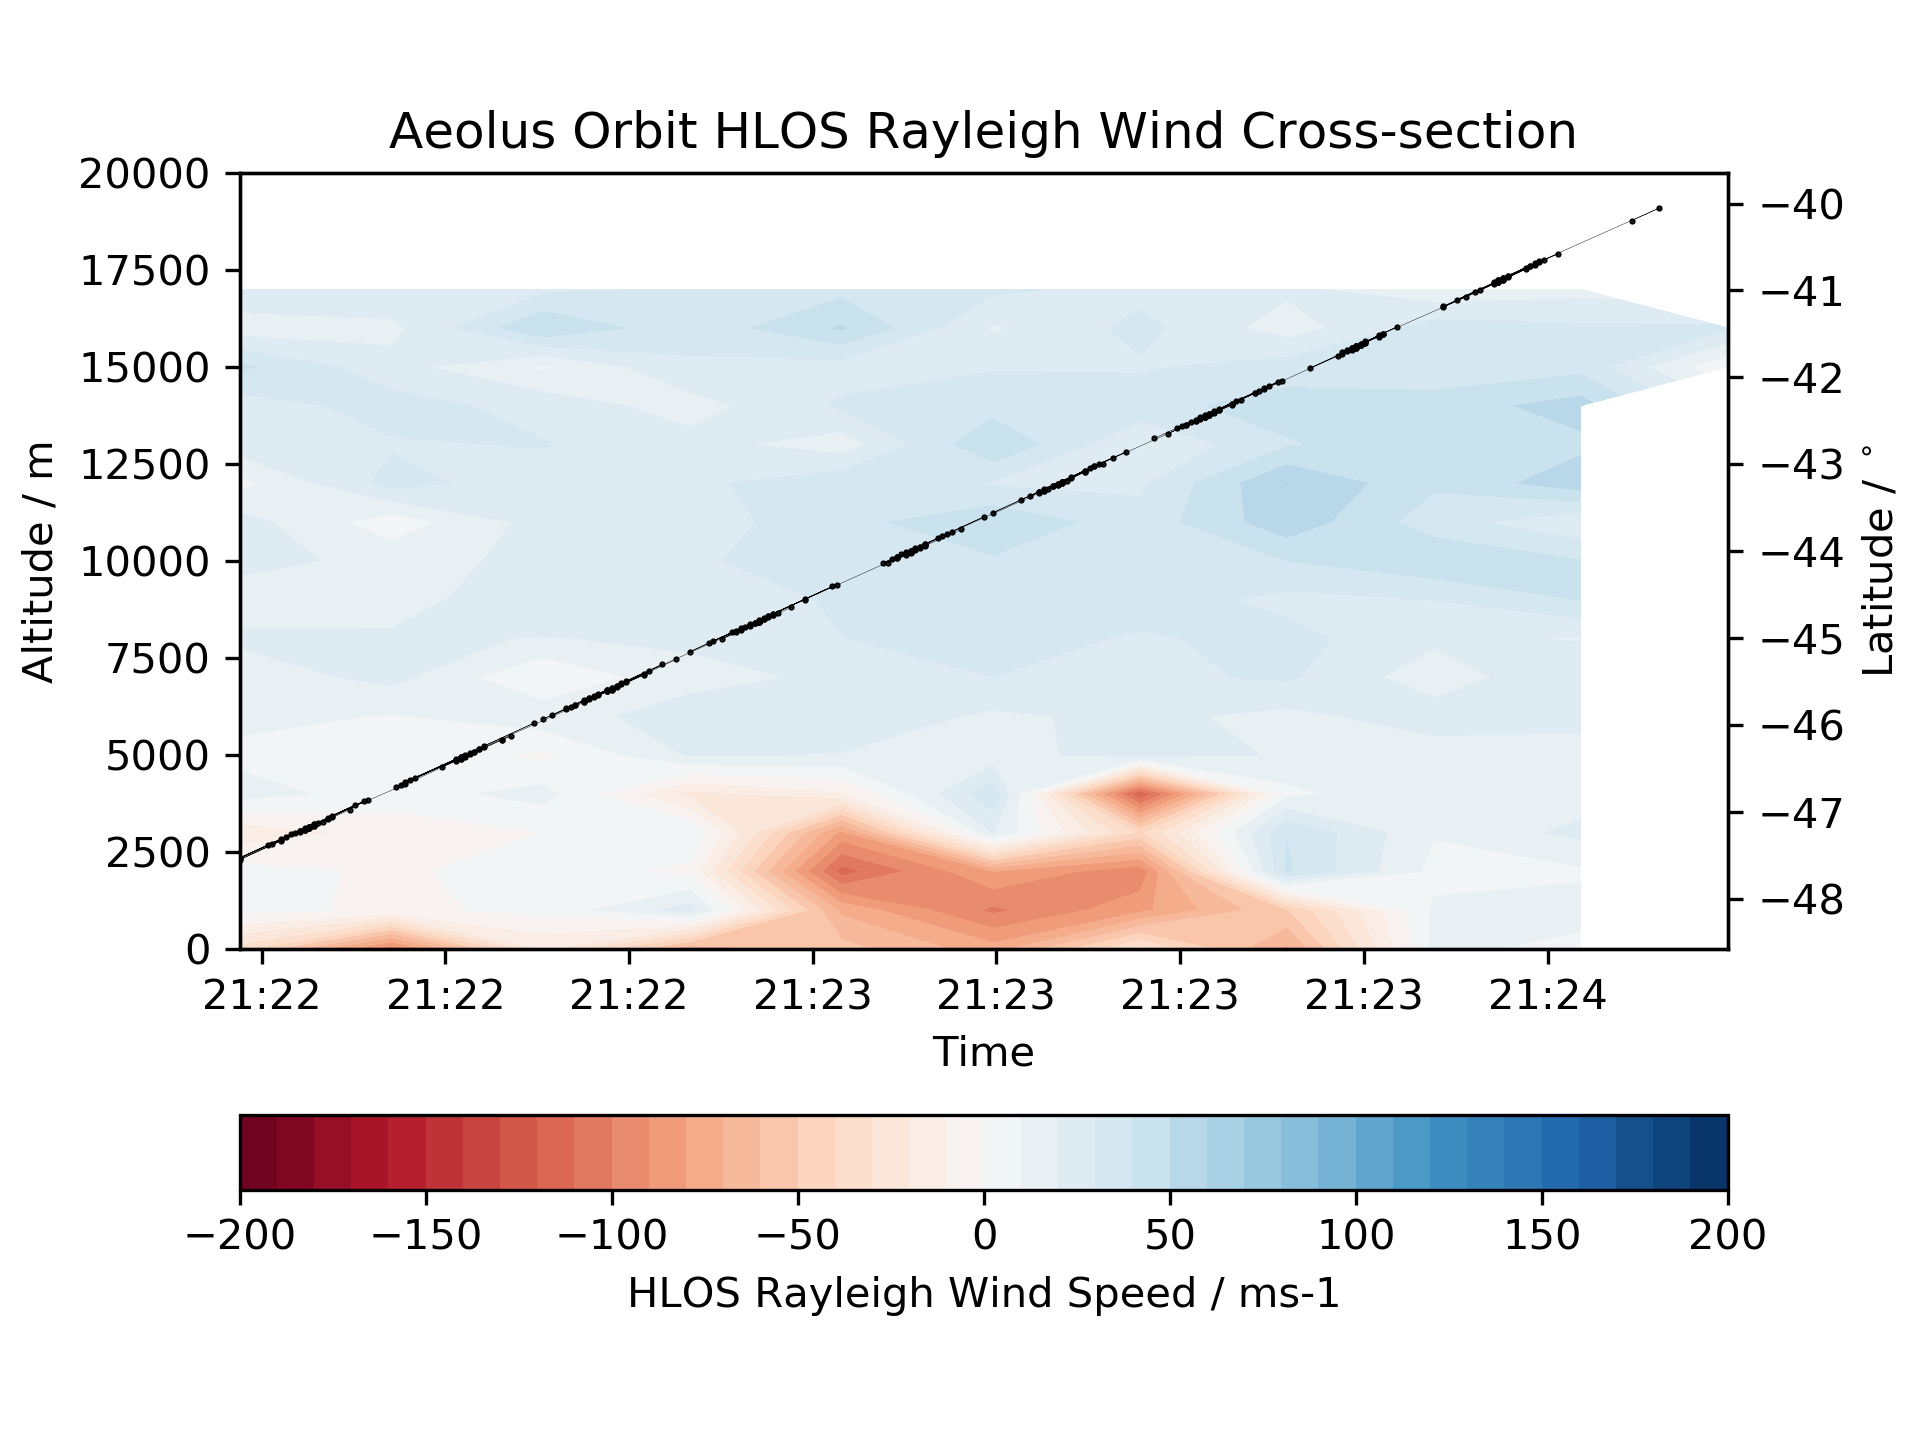 Aeolus Orbit HLOS Rayleigh Wind Cross-section
20000
17500
15000
12500
10000
7500
5000
2500
0
Altitude / m
−40
−41
−42
−43
−44
−45
−46
−47
−48
Latitude / °
21:22 21:22 21:22 21:23 21:23 21:23 21:23 21:24
Time
−200 −150 −100 −50 0 50 100 150 200
HLOS Rayleigh Wind Speed / ms-1